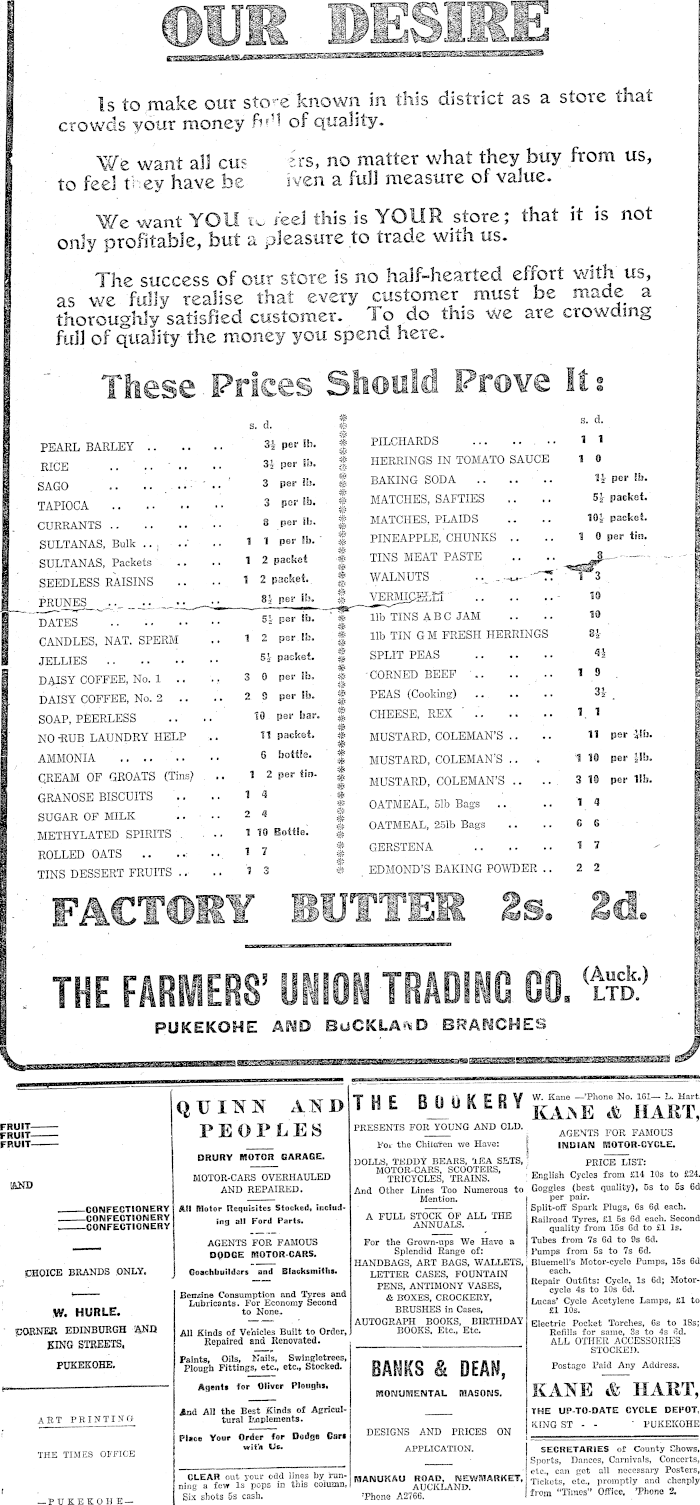 OUR DESIRE
Is to make our store known in this district as a store that
crowds your money full of quality.
We want all cus ers, no matter what they buy from us,
to feel they have be iven a full measure of value.
We want YOU to feel this is YOUR store; that it is not
only profitable, but a pleasure to trade with us.
The success of our store is no half-hearted effort with us,
as we fully realise that every customer must be made a
thoroughly satisfied customer. To do this we are crowding
full of quality the money you spend here.
These Prices Should Prove It:
s. d.
PEARL BARLEY .. .. .. 3½ per lb.
RICE .. .. .. .. 3½ per lb.
SAGO .. .. .. .. 3 per lb.
TAPIOCA .. .. .. 3 per lb.
CURRANTS .. .. .. .. 8 per lb.
SULTANAS, Bulk .. .. .. 1 1 per lb.
SULTANAS, Packets .. .. 1 2 packet
SEEDLESS RAISINS .. .. 1 2 packet.
PRUNES .. .. .. .. 8½ per lb.
DATES .. .. .. .. 5½ per lb.
CANDLES, NAT. SPERM .. 1 2 per lb.
JELLIES .. .. .. .. 5½ packet.
DAISY COFFEE, No. 1 .. .. 3 0 per lb.
DAISY COFFEE, No. 2 .. .. 2 9 per lb.
SOAP, PEERLESS .. .. 10 per bar.
NO-RUB LAUNDRY HELP .. 11 packet.
AMMONIA .. .. .. .. 6 bottle.
CREAM OF GROATS (Tins) .. 1 2 per tin.
GRANOSE BISCUITS .. .. 1 4
SUGAR OF MILK .. .. 2 4
METHYLATED SPIRITS .. .. 1 10 Bottle.
ROLLED OATS .. .. .. 1 7
TINS DESSERT FRUITS .. .. 1 3
s. d.
PILCHARDS ... .. .. 1 1
HERRINGS IN TOMATO SAUCE 1 0
BAKING SODA .. .. .. per lb.
MATCHES, SAFTIES .. .. 5½ packet.
MATCHES, PLAIDS .. .. 10½ packet.
PINEAPPLE, CHUNKS .. .. 1 0 per tin.
TINS MEAT PASTE .. .. 8
WALNUTS .. .. .. 1 3
VERMICELLI .. .. .. 10
1lb TINS A B C JAM .. .. 10
1lb TIN G M FRESH HERRINGS 8½
SPLIT PEAS .. .. .. 4½
CORNED BEEF .. .. .. 1 9
PEAS (Cooking) .. .. .. 3½
CHEESE, REX .. .. .. 1 1
MUSTARD, COLEMAN'S .. .. 11 per ¼lb.
MUSTARD, COLEMAN'S .. . 1 10 per ½lb.
MUSTARD, COLEMAN'S .. .. 3 10 per 1lb.
OATMEAL, 5lb Bags .. .. 1 4
OATMEAL, 25lb Bags .. .. 6 6
GERSTENA .. .. .. 1 7
EDMOND'S BAKING POWDER .. 2 2
FACTORY BUTTER 2s. 2d.
THE FARMERS' UNION TRADING CO. (Auck.) LTD.
PUKEKOHE AND BUCKLAND BRANCHES
FRUIT
FRUIT
FRUIT
AND
CONFECTIONERY
CONFECTIONERY
CONFECTIONERY
CHOICE BRANDS ONLY.
W. HURLE.
CORNER EDINBURGH AND
KING STREETS,
PUKEKOHE.
ART PRINTING
THE TIMES OFFICE
—PUKEKOHE—
QUINN AND
PEOPLES
DRURY MOTOR GARAGE.
MOTOR-CARS OVERHAULED
AND REPAIRED.
All Motor Requisites Stocked, includ-
ing all Ford Parts.
AGENTS FOR FAMOUS
DODGE MOTOR-CARS.
Coachbuilders and Blacksmiths.
Benzine Consumption and Tyres and
Lubricants. For Economy Second
to None.
All Kinds of Vehicles Built to Order,
Repaired and Renovated.
Paints, Oils, Nails, Swingletrees,
Plough Fittings, etc., etc., Stocked.
Agents for Oliver Ploughs,
And All the Best Kinds of Agricul-
tural Implements.
Place Your Order for Dodge Cars
with Us.
CLEAR out your odd lines by run-
ning a few 1s pops in this column,
Six shots 5s cash.
THE BOOKERY
PRESENTS FOR YOUNG AND OLD.
For the Children we Have:
DOLLS, TEDDY BEARS, TEA SETS,
MOTOR-CARS, SCOOTERS,
TRICYCLES, TRAINS.
And Other Lines Too Numerous to
Mention.
A FULL STOCK OF ALL THE
ANNUALS.
For the Grown-ups We Have a
Splendid Range of:
HANDBAGS, ART BAGS, WALLETS,
LETTER CASES, FOUNTAIN
PENS, ANTIMONY VASES,
& BOXES, CROCKERY,
BRUSHES in Cases,
AUTOGRAPH BOOKS, BIRTHDAY
BOOKS, Etc., Etc.
BANKS & DEAN,
MONUMENTAL MASONS.
DESIGNS AND PRICES ON
APPLICATION.
MANUKAU ROAD, NEWMARKET,
AUCKLAND.
'Phone A2766.
W. Kane —'Phone No. 161— L. Hart
KANE & HART,
AGENTS FOR FAMOUS
INDIAN MOTOR-CYCLE.
PRICE LIST:
English Cycles from £14 10s to £24.
Goggles (best quality), 5s to 5s 6d
per pair.
Split-off Spark Plugs, 6s 6d each.
Railroad Tyres, £1 5s 6d each. Second
quality from 15s 6d to £1 1s.
Tubes from 7s 6d to 9s 6d.
Pumps from 5s to 7s 6d.
Bluemell's Motor-cycle Pumps, 15s 6d
each.
Repair Outfits: Cycle, 1s 6d; Motor-
cycle 4s to 10s 6d.
Lucas' Cycle Acetylene Lamps, £1 to
£1 10s.
Electric Pocket Torches, 6s to 18s;
Refills for same, 3s to 4s 6d.
ALL OTHER ACCESSORIES
STOCKED.
Postage Paid Any Address.
KANE & HART,
THE UP-TO-DATE CYCLE DEPOT,
KING ST - - PUKEKOHE
SECRETARIES of County Shows,
Sports, Dances, Carnivals, Concerts,
etc., can get all necessary Posters,
Tickets, etc., promptly and cheaply
from "Times" Office, 'Phone 2.